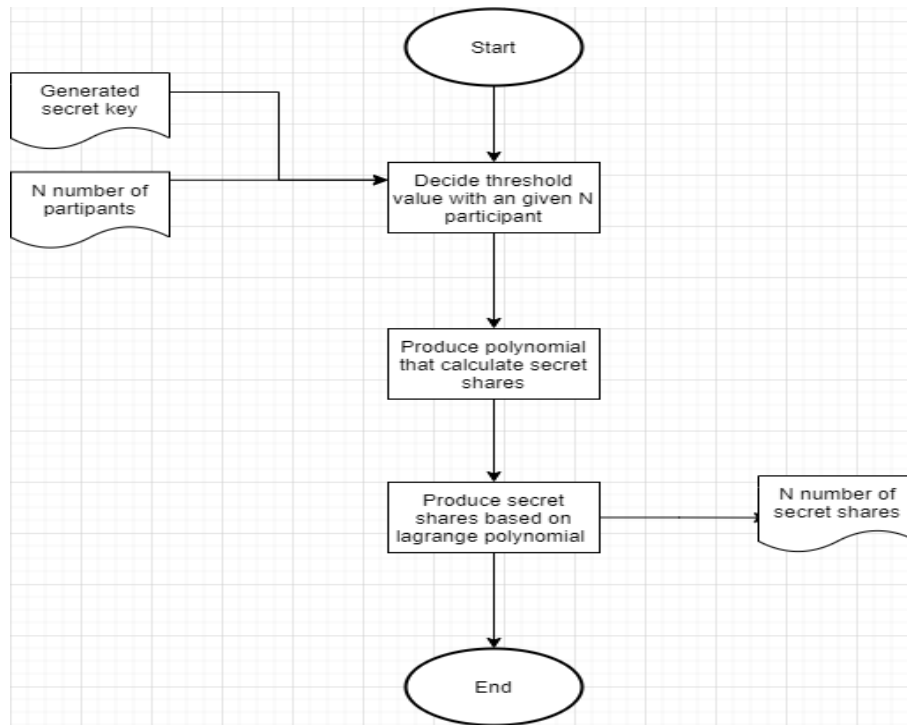 Start
Generated
secret key
N number of
partipants
Decide threshold
value with an given N
participant
Produce polynomial
that calculate secret
shares
Produce secret
shares based on
lagrange polynomial
N number of
secret shares
End